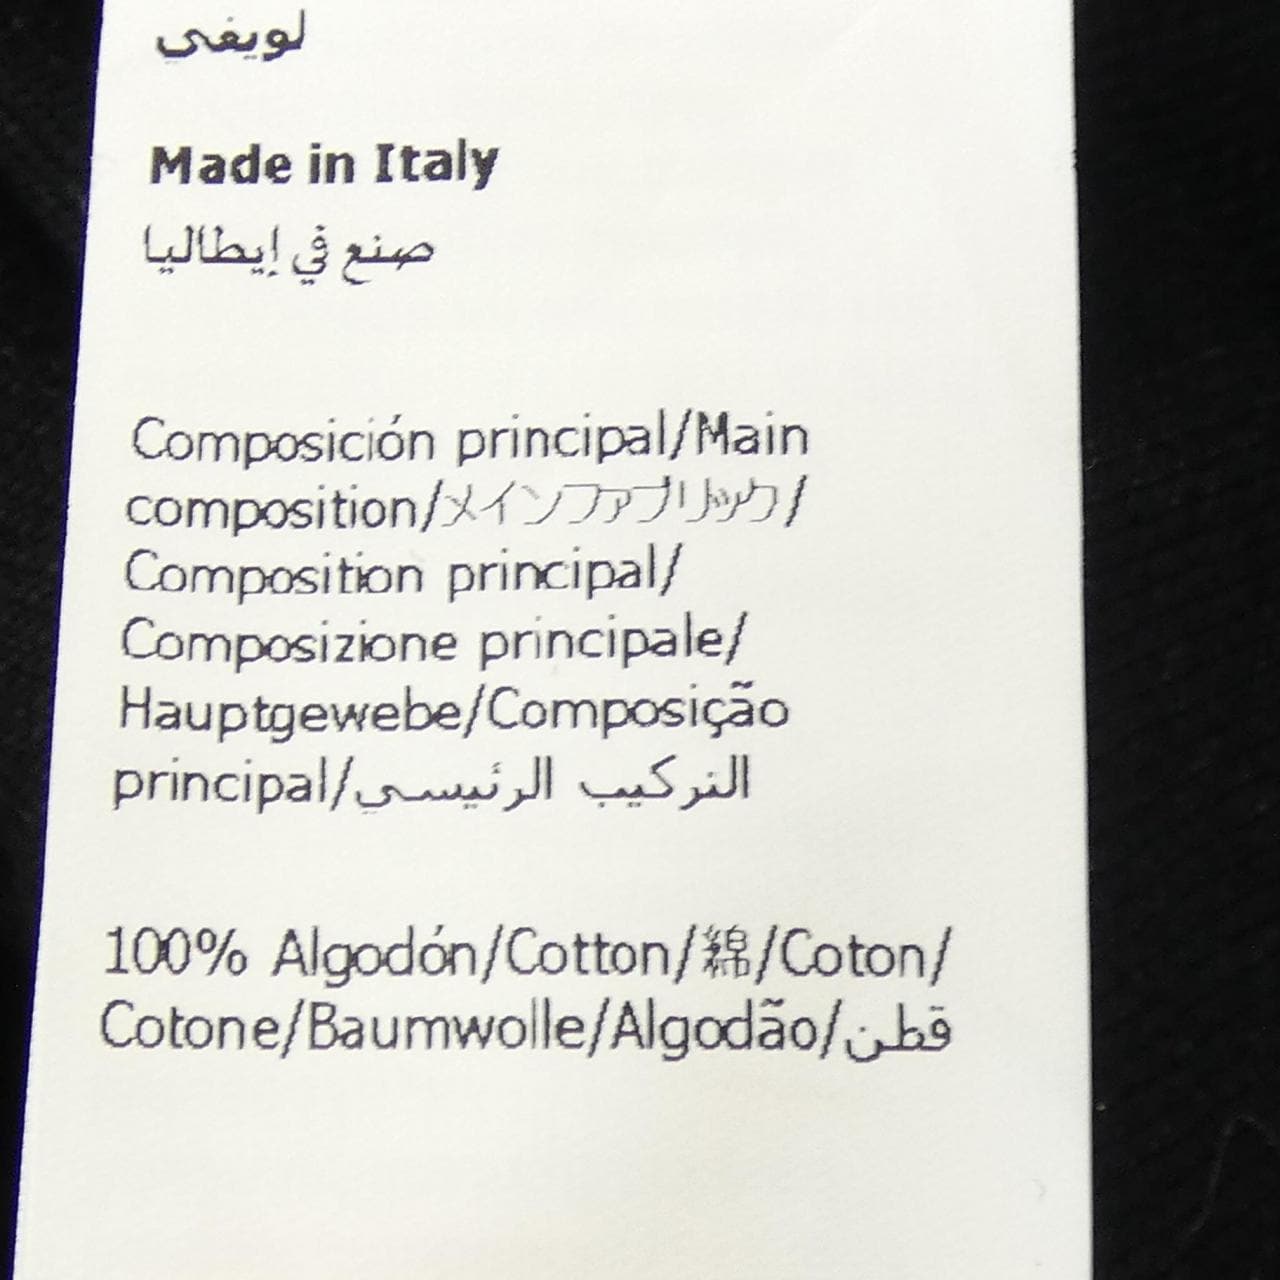 لويفي
Made in Italy
صنع في إيطاليا
Composición principal/Main
composition/メインファブリック/
Composition principal/
Composizione principale/
Hauptgewebe/Composição
principal/التركيب الرئيسي
100% Algodón/Cotton/綿/Coton/
Cotone/Baumwolle/Algodão/قطن